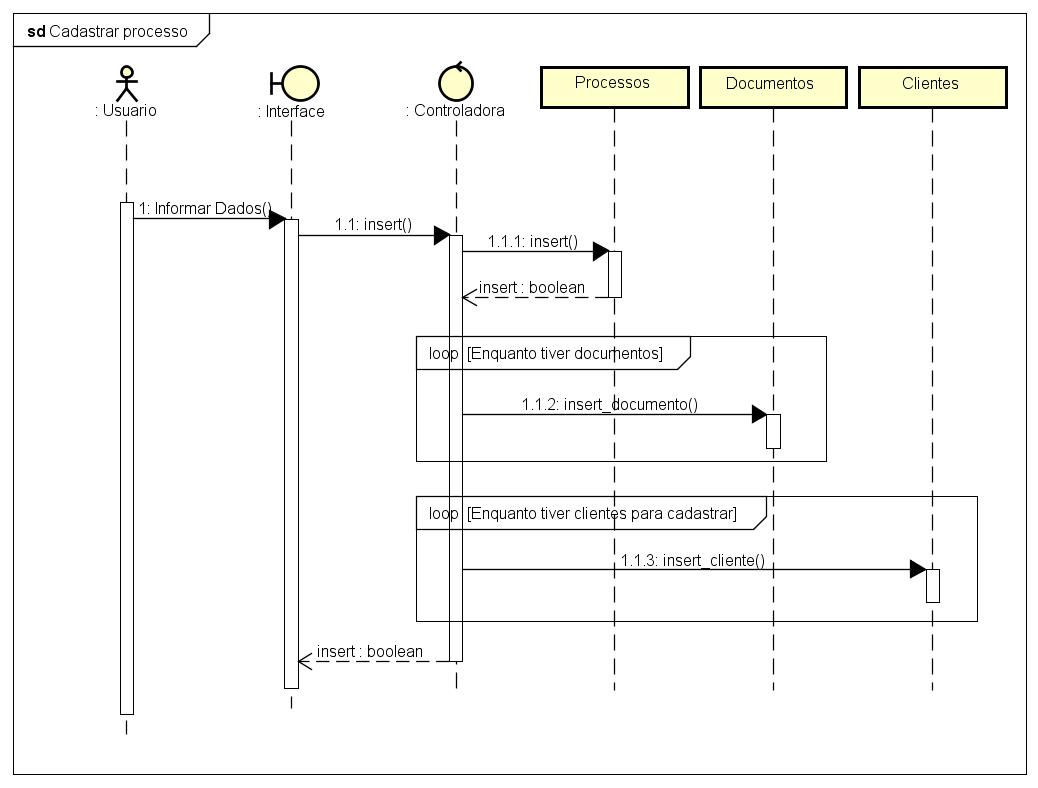 sd Cadastrar processo
: Usuario
: Interface
: Controladora
Processos
Documentos
Clientes
1: Informar Dados()
1.1: insert()
1.1.1: insert()
insert : boolean
loop [Enquanto tiver documentos]
1.1.2: insert_documento()
loop [Enquanto tiver clientes para cadastrar]
1.1.3: insert_cliente()
insert : boolean